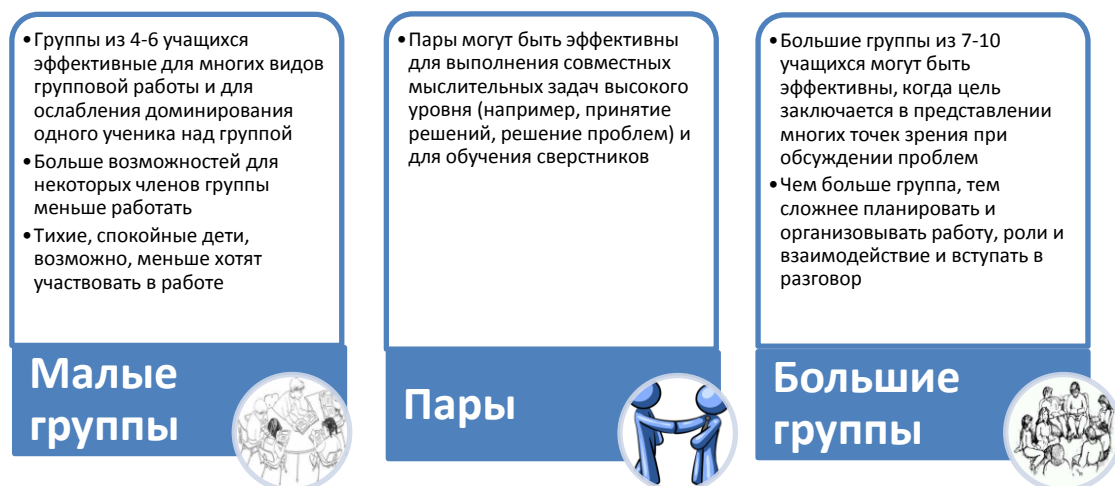 •Группы из 4-6 учащихся
эффективные для многих видов
групповой работы и для
ослабления доминирования
одного ученика над группой
•Больше возможностей для
некоторых членов группы
меньше работать
•Тихие, спокойные дети,
возможно, меньше хотят
участвовать в работе
Малые
группы
•Пары могут быть эффективны
для выполнения совместных
мыслительных задач высокого
уровня (например, принятие
решений, решение проблем) и
для обучения сверстников
Пары
•Большие группы из 7-10
учащихся могут быть
эффективны, когда цель
заключается в представлении
многих точек зрения при
обсуждении проблем
•Чем больше группа, тем
сложнее планировать и
организовывать работу, роли и
взаимодействие и вступать в
разговор
Большие
группы